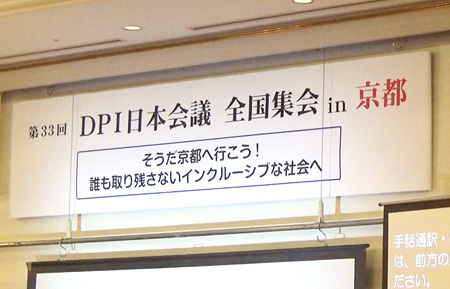 第33回 DPI日本会議 全国集会 in 京都
そうだ京都へ行こう！
誰も取り残さないインクルーシブな社会へ
手話通訳・
は、前方の
ださい。